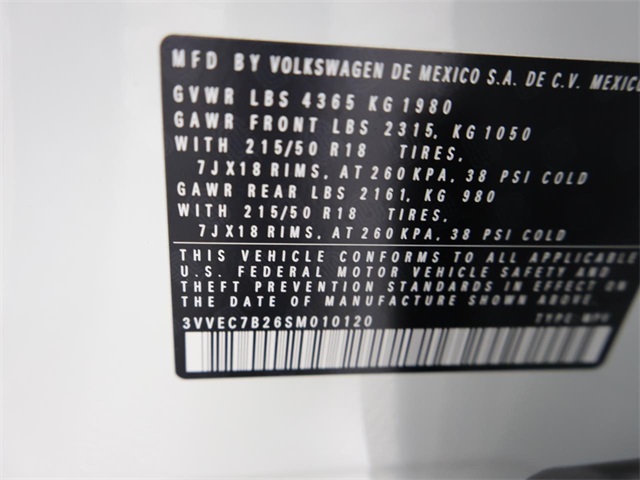 MFD BY VOLKSWAGEN DE MEXICO S.A. DE C.V. MEXICO
GVWR LBS 4365 KG 1980
GAWR FRONT LBS 2315, KG 1050
WITH 215/50 R18 TIRES,
7JX18 RIMS, AT 260 KPA, 38 PSI COLD
GAWR REAR LBS 2161, KG 980
WITH 215/50 R18 TIRES,
7JX18 RIMS, AT 260 KPA, 38 PSI COLD
THIS VEHICLE CONFORMS TO ALL APPLICABLE
U.S. FEDERAL MOTOR VEHICLE SAFETY AND
THEFT PREVENTION STANDARDS IN EFFECT ON
THE DATE OF MANUFACTURE SHOWN ABOVE.
3VVEC7B26SM010120 TYPE: MPV